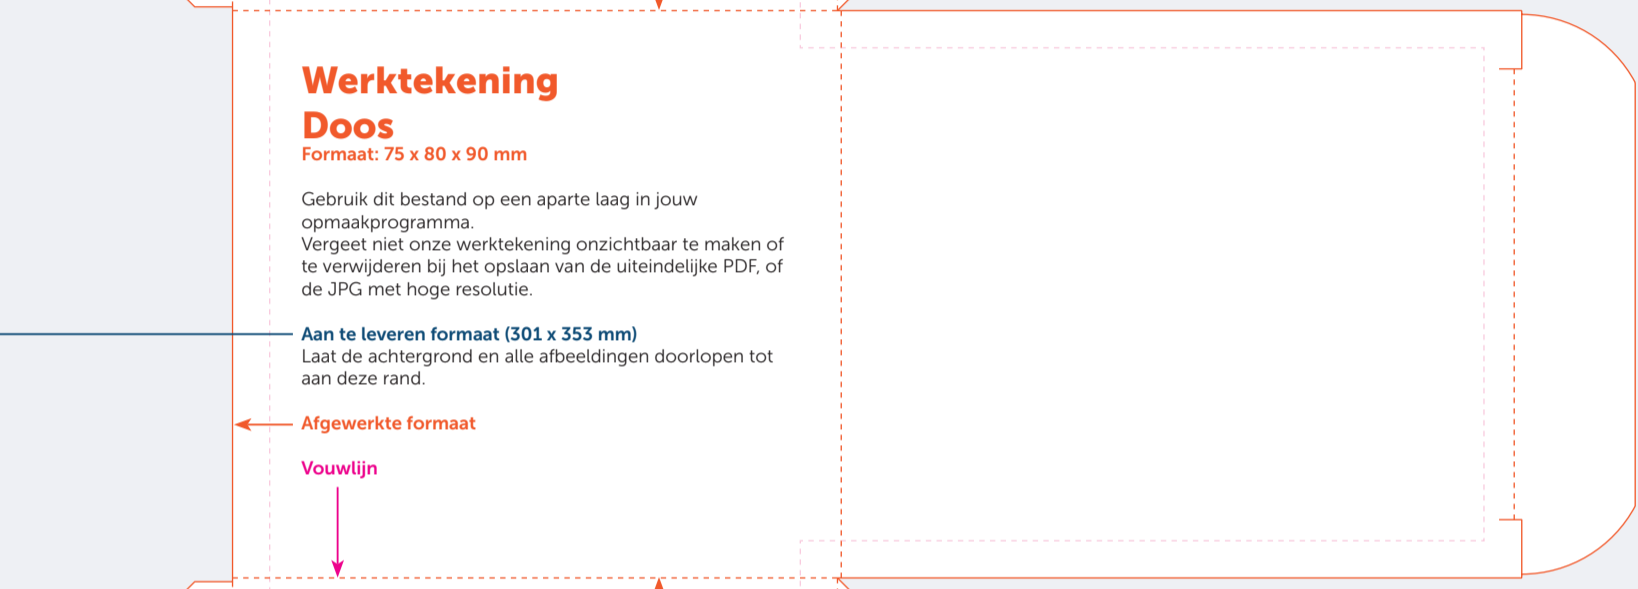 Werktekening
Doos
Formaat: 75 x 80 x 90 mm
Gebruik dit bestand op een aparte laag in jouw
opmaakprogramma.
Vergeet niet onze werktekening onzichtbaar te maken of
te verwijderen bij het opslaan van de uiteindelijke PDF, of
de JPG met hoge resolutie.
Aan te leveren formaat (301 x 353 mm)
Laat de achtergrond en alle afbeeldingen doorlopen tot
aan deze rand.
Afgewerkte formaat
Vouwlijn